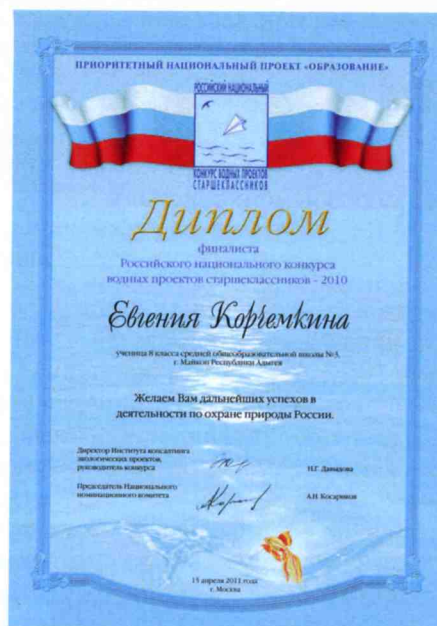 ПРИОРИТЕТНЫЙ НАЦИОНАЛЬНЫЙ ПРОЕКТ «ОБРАЗОВАНИЕ»
РОССИЙСКИЙ НАЦИОНАЛЬНЫЙ
КОНКУРС ВОДНЫХ ПРОЕКТОВ
СТАРШЕКЛАССНИКОВ
Диплом
финалиста
Российского национального конкурса
водных проектов старшеклассников - 2010
Евгения Корчемкина
ученица 8 класса средней общеобразовательной школы №3,
г. Майкоп Республики Адыгея
Желаем Вам дальнейших успехов в
деятельности по охране природы России.
Директор Института консалтинга
экологических проектов,
руководитель конкурса
Н.Г. Давыдова
Председатель Национального
номинационного комитета
А.Н. Косариков
15 апреля 2011 года
г. Москва